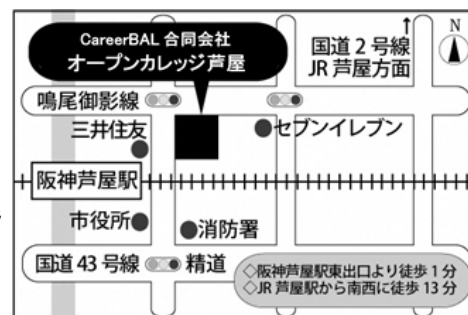 CareerBAL 合同会社
オープンカレッジ芦屋
↑
国道2号線
JR 芦屋方面
N
鳴尾御影線
三井住友
セブンイレブン
阪神芦屋駅
市役所
消防署
国道43号線
精道
◇阪神芦屋駅東出口より徒歩1分
◇JR 芦屋駅から南西に徒歩13分